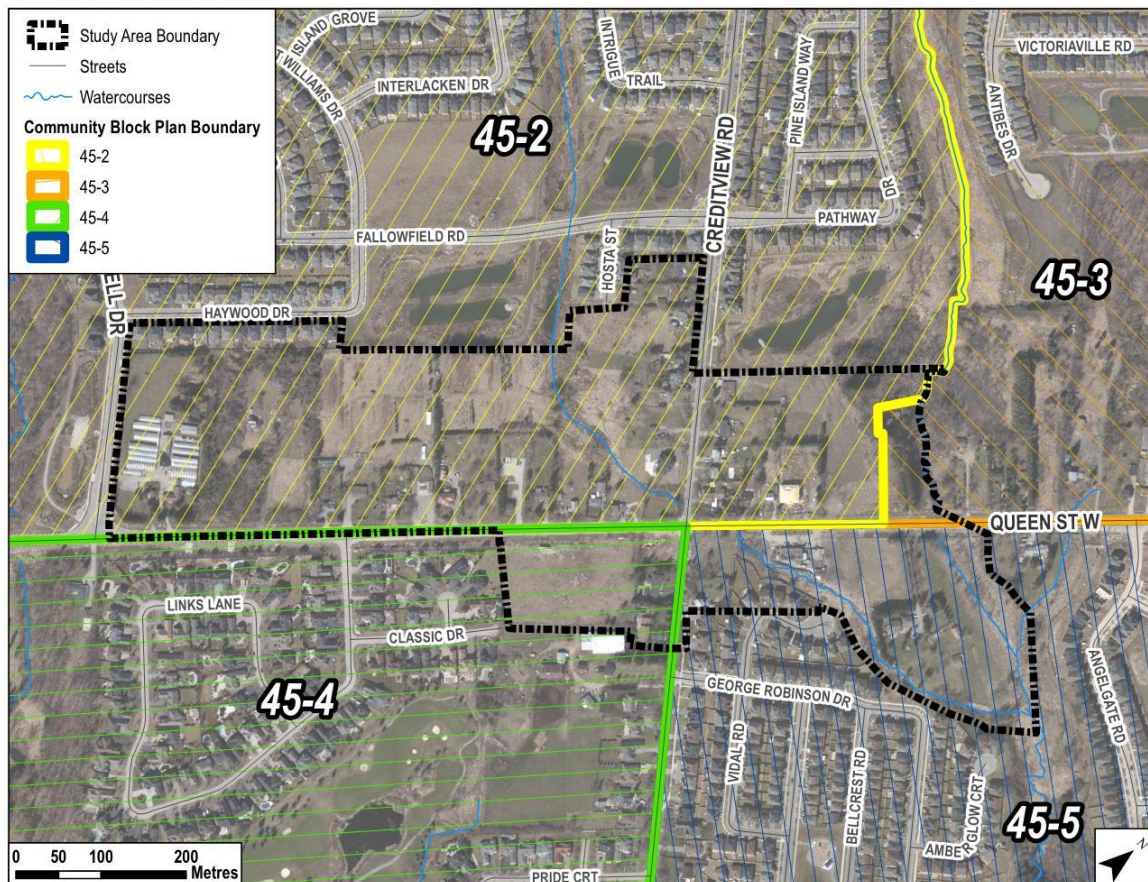 Study Area Boundary
Streets
Watercourses
Community Block Plan Boundary
45-2
45-3
45-4
45-5
ISLAND GROVE
T WILLIAMS DR
INTERLACKEN DR
INTRIGUE
TRAIL
45-2
CREDITVIEW RD
PINE ISLAND WAY
DR
PATHWAY
ANTIBES DR
VICTORIAVILLE RD
FALLOWFIELD RD
HOSTA ST
45-3
ELL DR
HAYWOOD DR
QUEEN ST W
LINKS LANE
CLASSIC DR
45-4
GEORGE ROBINSON DR
VIDAL RD
BELLCREST RD
AMBE
PGLOW CRT
ANGELGATE RD
45-5
PRIDE CRT
0 50 100 200
Metres
N